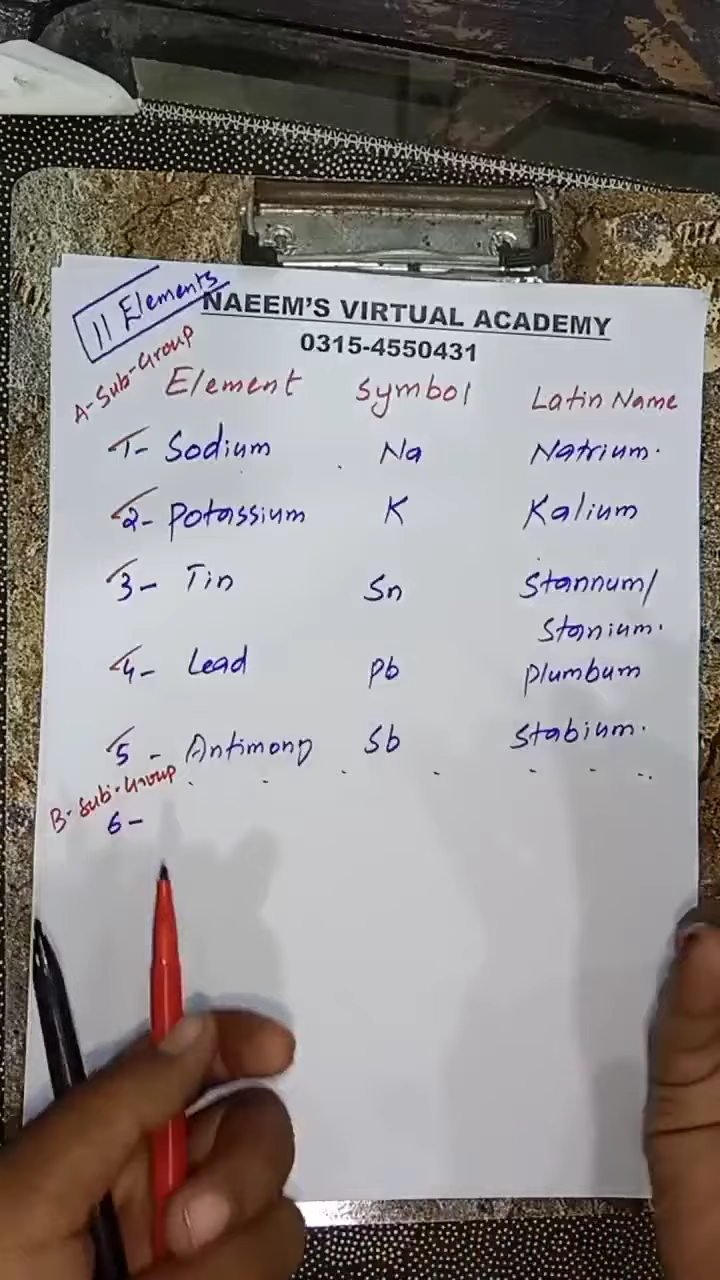 11 Elements
NAEEM'S VIRTUAL ACADEMY
0315-4550431
A-Sub-Group
Element Symbol Latin Name
1- Sodium Na Natrium.
2- Potassium K Kalium
3- Tin Sn Stannum/
Stanium.
4- Lead Pb Plumbum
5- Antimony Sb Stabium.
B-Sub-Group
6-